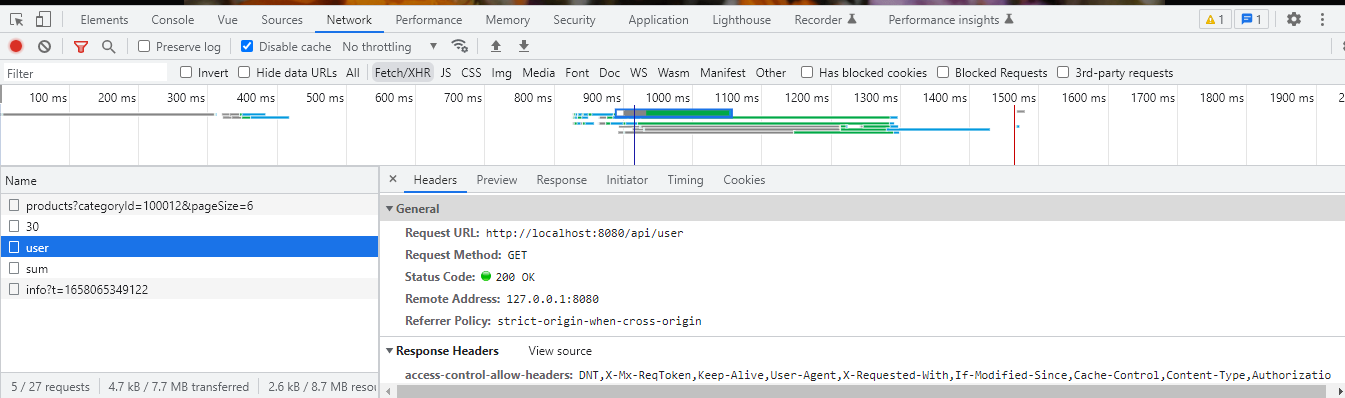 Elements Console Vue Sources Network Performance Memory Security Application Lighthouse Recorder Performance insights 1 1
Preserve log Disable cache No throttling
Filter Invert Hide data URLs All Fetch/XHR JS CSS Img Media Font Doc WS Wasm Manifest Other Has blocked cookies Blocked Requests 3rd-party requests
100 ms 200 ms 300 ms 400 ms 500 ms 600 ms 700 ms 800 ms 900 ms 1000 ms 1100 ms 1200 ms 1300 ms 1400 ms 1500 ms 1600 ms 1700 ms 1800 ms 1900 ms 2
Name
products?categoryId=100012&pageSize=6
30
user
sum
info?t=1658065349122
5 / 27 requests 4.7 kB / 7.7 MB transferred 2.6 kB / 8.7 MB resou
× Headers Preview Response Initiator Timing Cookies
General
Request URL: http://localhost:8080/api/user
Request Method: GET
Status Code: 200 OK
Remote Address: 127.0.0.1:8080
Referrer Policy: strict-origin-when-cross-origin
Response Headers View source
access-control-allow-headers: DNT,X-Mx-ReqToken,Keep-Alive,User-Agent,X-Requested-With,If-Modified-Since,Cache-Control,Content-Type,Authorizatio